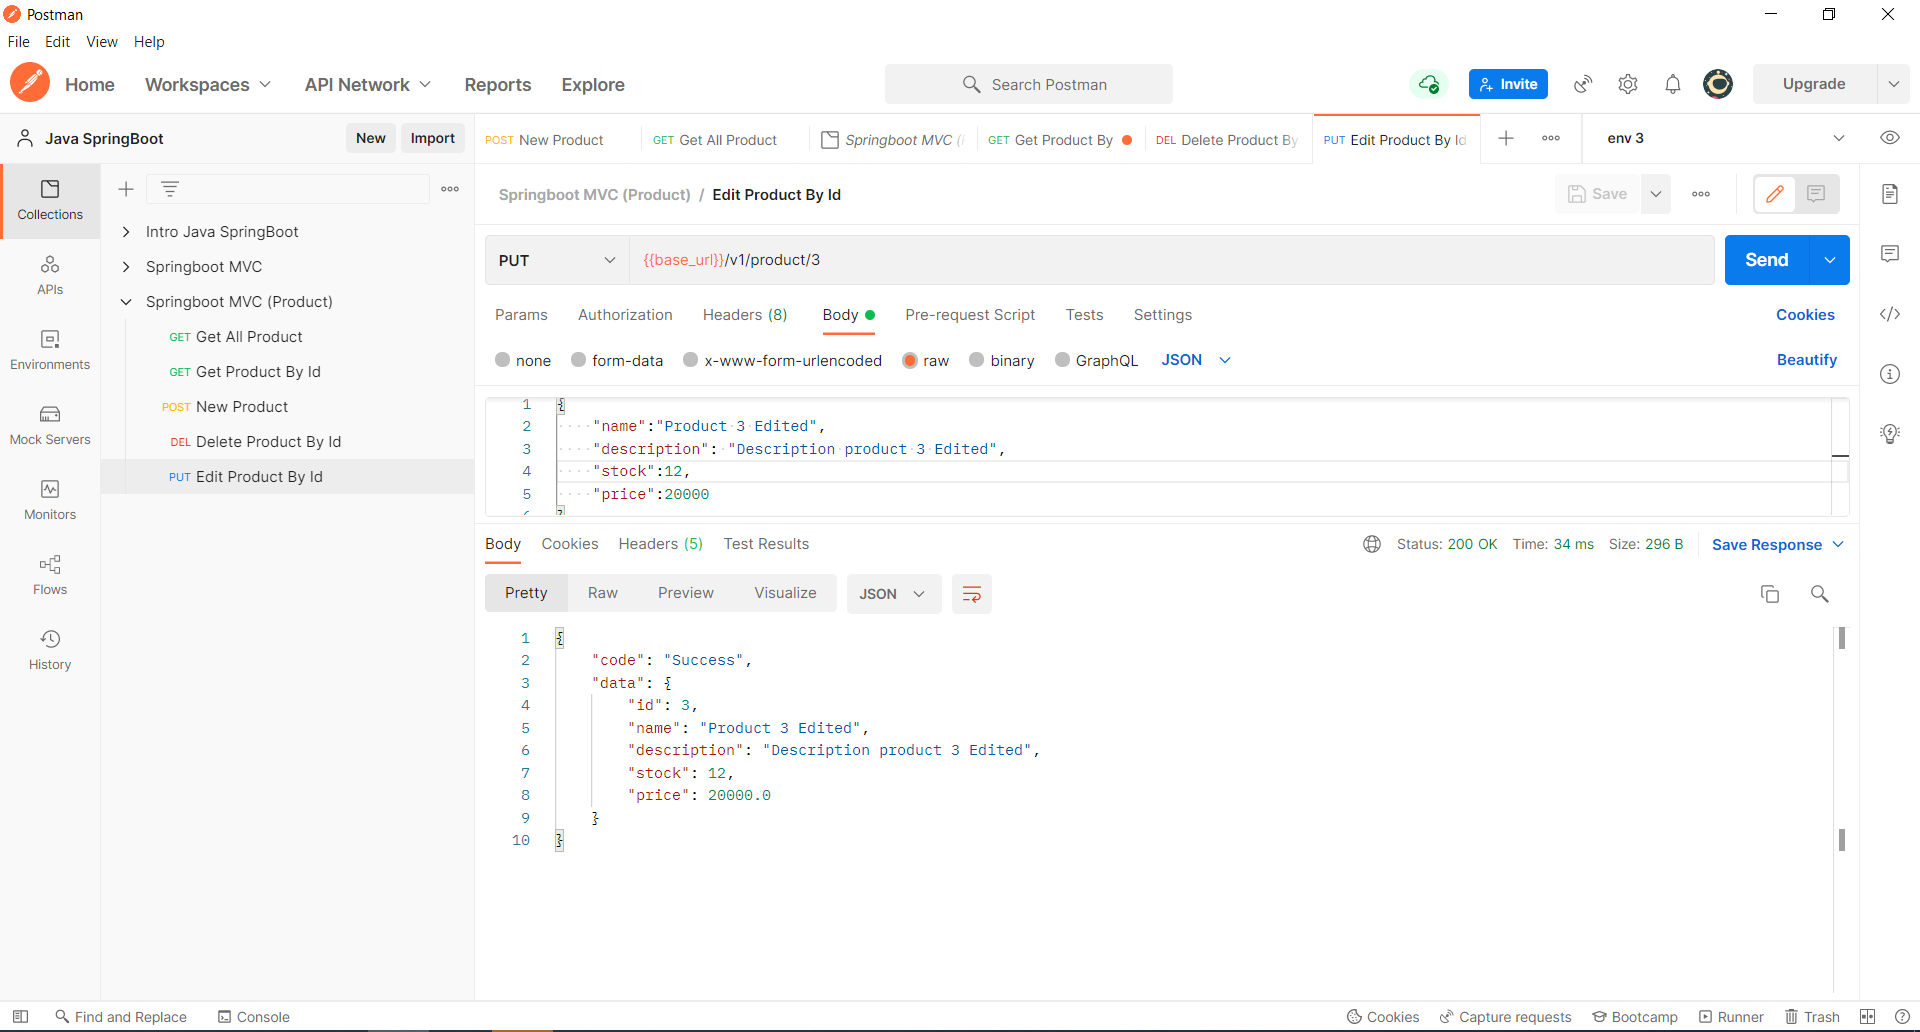 Postman
File Edit View Help
Home Workspaces API Network Reports Explore Search Postman Invite Upgrade
Java SpringBoot New Import
POST New Product GET Get All Product Springboot MVC ( GET Get Product By DEL Delete Product By PUT Edit Product By Id env 3
Collections
APIs
Environments
Mock Servers
Monitors
Flows
History
Intro Java SpringBoot
Springboot MVC
Springboot MVC (Product)
GET Get All Product
GET Get Product By Id
POST New Product
DEL Delete Product By Id
PUT Edit Product By Id
Springboot MVC (Product) / Edit Product By Id Save
PUT {{base_url}}/v1/product/3 Send
Params Authorization Headers (8) Body Pre-request Script Tests Settings Cookies
none form-data x-www-form-urlencoded raw binary GraphQL JSON Beautify
1 {
2 "name":"Product 3 Edited",
3 "description": "Description product 3 Edited",
4 "stock":12,
5 "price":20000
6 }
Body Cookies Headers (5) Test Results Status: 200 OK Time: 34 ms Size: 296 B Save Response
Pretty Raw Preview Visualize JSON
1 {
2 "code": "Success",
3 "data": {
4 "id": 3,
5 "name": "Product 3 Edited",
6 "description": "Description product 3 Edited",
7 "stock": 12,
8 "price": 20000.0
9 }
10 }
Find and Replace Console Cookies Capture requests Bootcamp Runner Trash